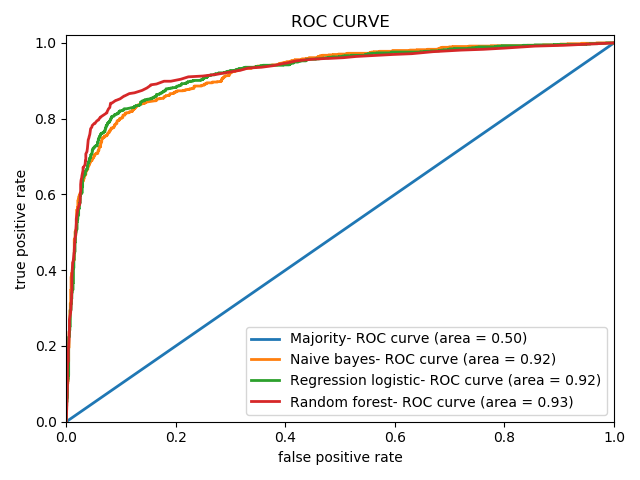 ROC CURVE
1.0
0.8
0.6
0.4
0.2
0.0
true positive rate
Majority- ROC curve (area = 0.50)
Naive bayes- ROC curve (area = 0.92)
Regression logistic- ROC curve (area = 0.92)
Random forest- ROC curve (area = 0.93)
0.0 0.2 0.4 0.6 0.8 1.0
false positive rate